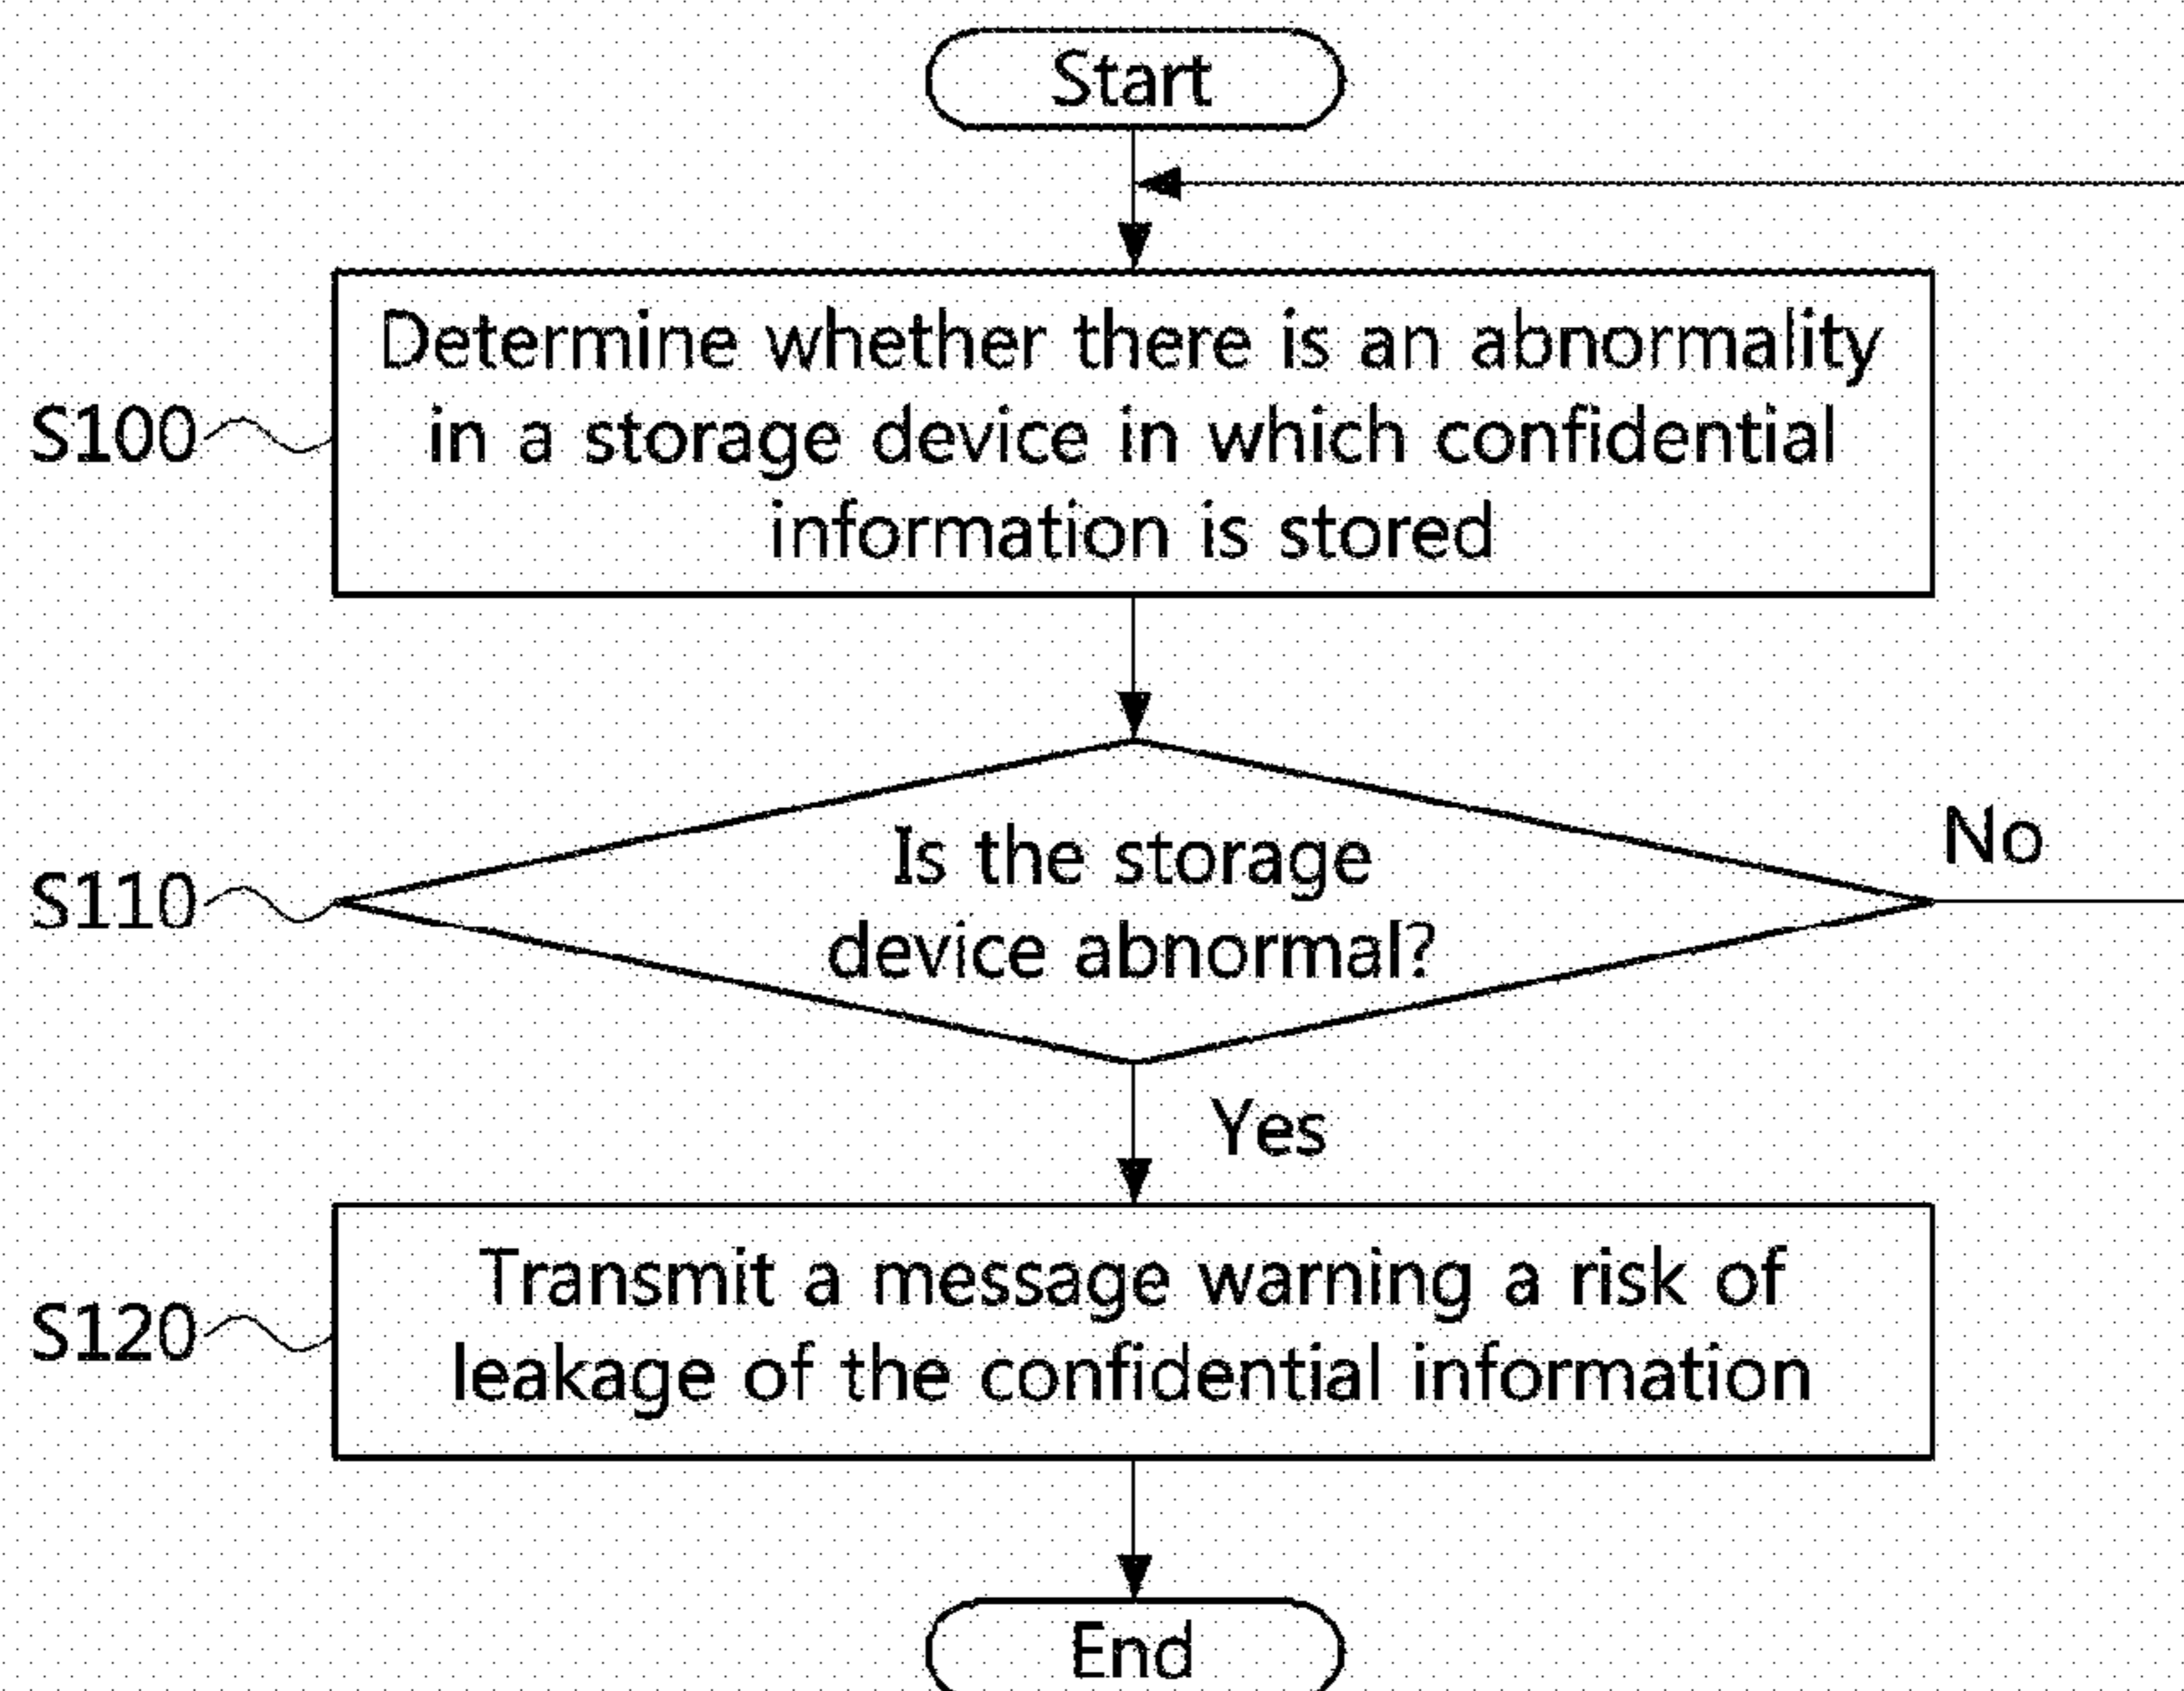 Start
Determine whether there is an abnormality
S100 in a storage device in which confidential
information is stored
Is the storage
No
S110
device abnormal?
Yes
Transmit a message warning a risk of
S120
leakage of the confidential information
End